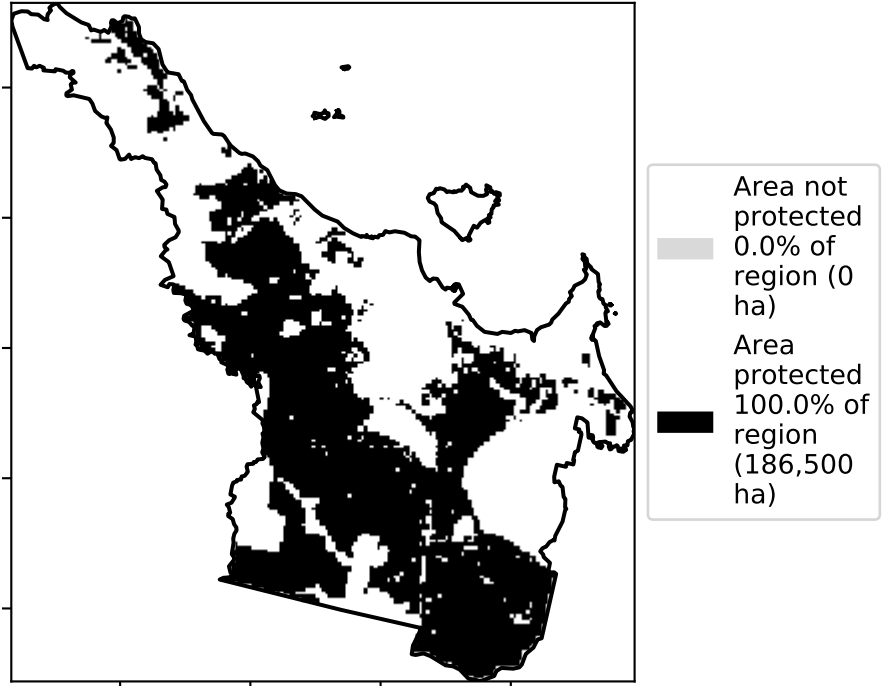 Area not
protected
0.0% of
region (0
ha)
Area
protected
100.0% of
region
(186,500
ha)